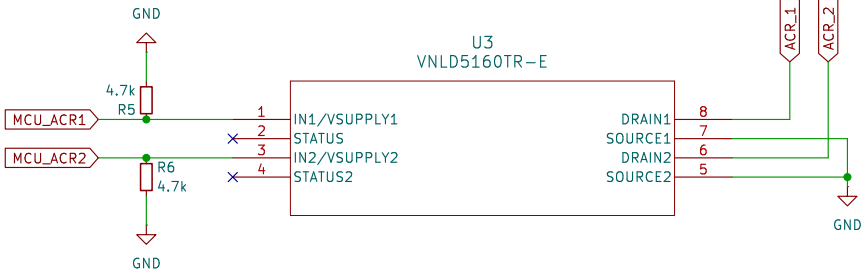 GND
ACR_1
ACR_2
U3
VNLD5160TR-E
4.7k
R5
MCU_ACR1
1
IN1/VSUPPLY1
DRAIN1
8
2
STATUS
SOURCE1
7
MCU_ACR2
3
IN2/VSUPPLY2
DRAIN2
6
R6
4.7k
4
STATUS2
SOURCE2
5
GND
GND